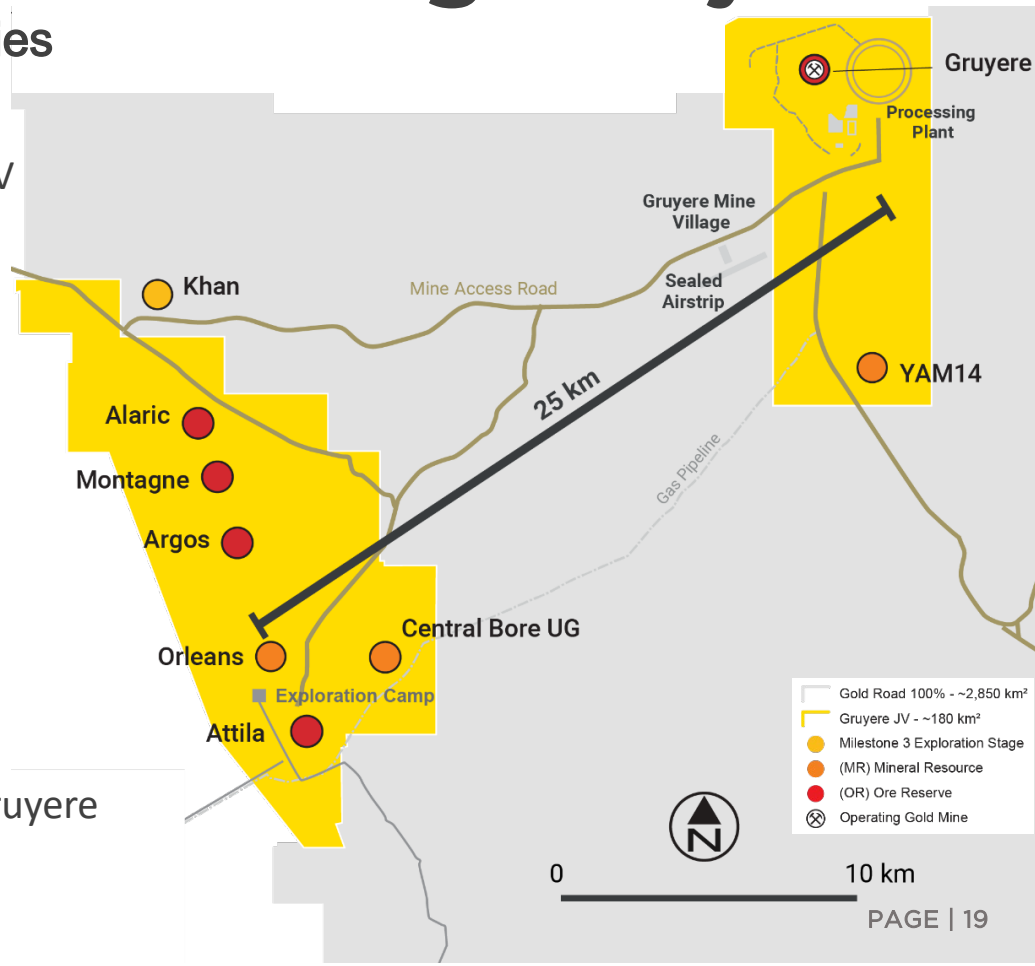 ies
V
Gruyere
Processing
Plant
Gruyere Mine
Village
Sealed
Airstrip
Khan
Mine Access Road
25 km
YAM14
Alaric
Montagne
Gas Pipeline
Argos
Central Bore UG
Orleans
Exploration Camp
Attila
Gold Road 100% - ~2,850 km²
Gruyere JV - ~180 km²
Milestone 3 Exploration Stage
(MR) Mineral Resource
(OR) Ore Reserve
Operating Gold Mine
ruyere
N
0 10 km
PAGE | 19